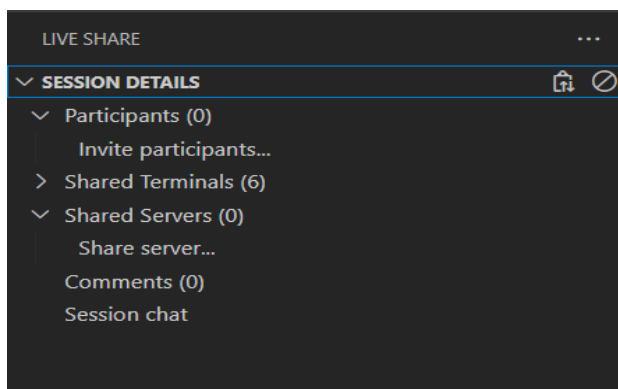 LIVE SHARE
SESSION DETAILS
Participants (0)
Invite participants...
Shared Terminals (6)
Shared Servers (0)
Share server...
Comments (0)
Session chat